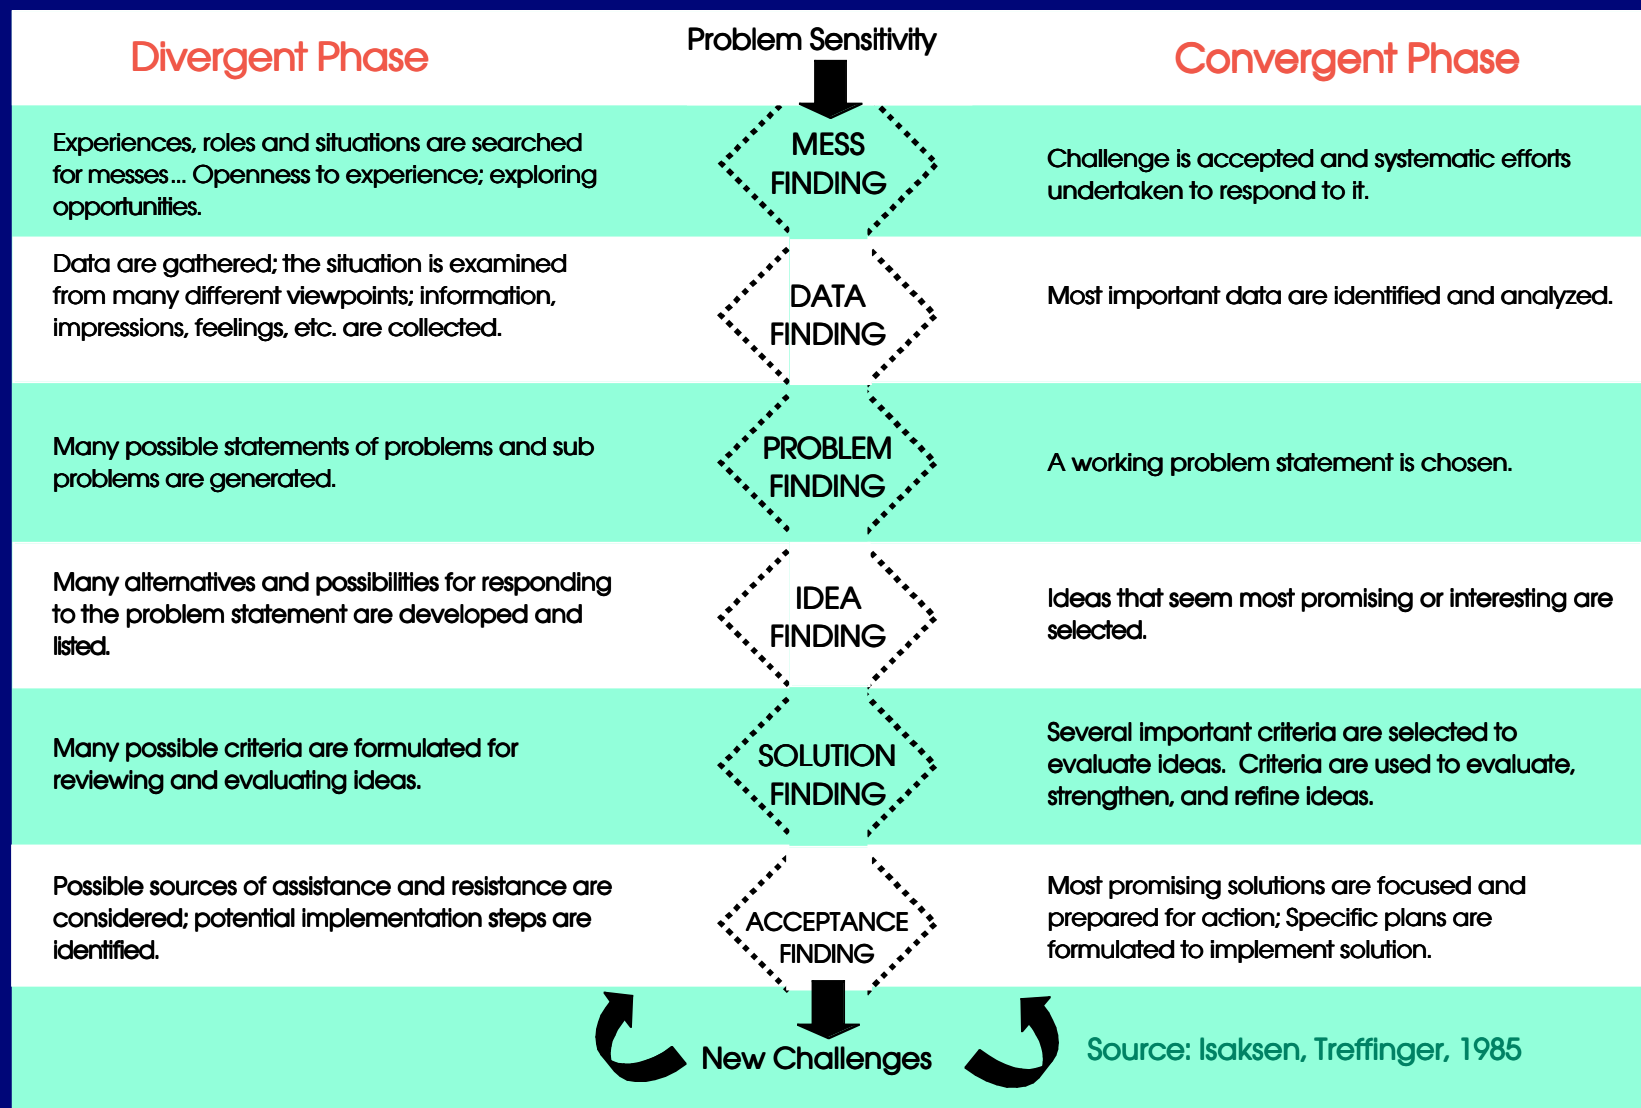 Divergent Phase
Problem Sensitivity
Convergent Phase
Experiences, roles and situations are searched
for messes... Openness to experience; exploring
opportunities.
MESS
FINDING
Challenge is accepted and systematic efforts
undertaken to respond to it.
Data are gathered; the situation is examined
from many different viewpoints; information,
impressions, feelings, etc. are collected.
DATA
FINDING
Most important data are identified and analyzed.
Many possible statements of problems and sub
problems are generated.
PROBLEM
FINDING
A working problem statement is chosen.
Many alternatives and possibilities for responding
to the problem statement are developed and
listed.
IDEA
FINDING
Ideas that seem most promising or interesting are
selected.
Many possible criteria are formulated for
reviewing and evaluating ideas.
SOLUTION
FINDING
Several important criteria are selected to
evaluate ideas.  Criteria are used to evaluate,
strengthen, and refine ideas.
Possible sources of assistance and resistance are
considered; potential implementation steps are
identified.
ACCEPTANCE
FINDING
Most promising solutions are focused and
prepared for action; Specific plans are
formulated to implement solution.
New Challenges
Source: Isaksen, Treffinger, 1985